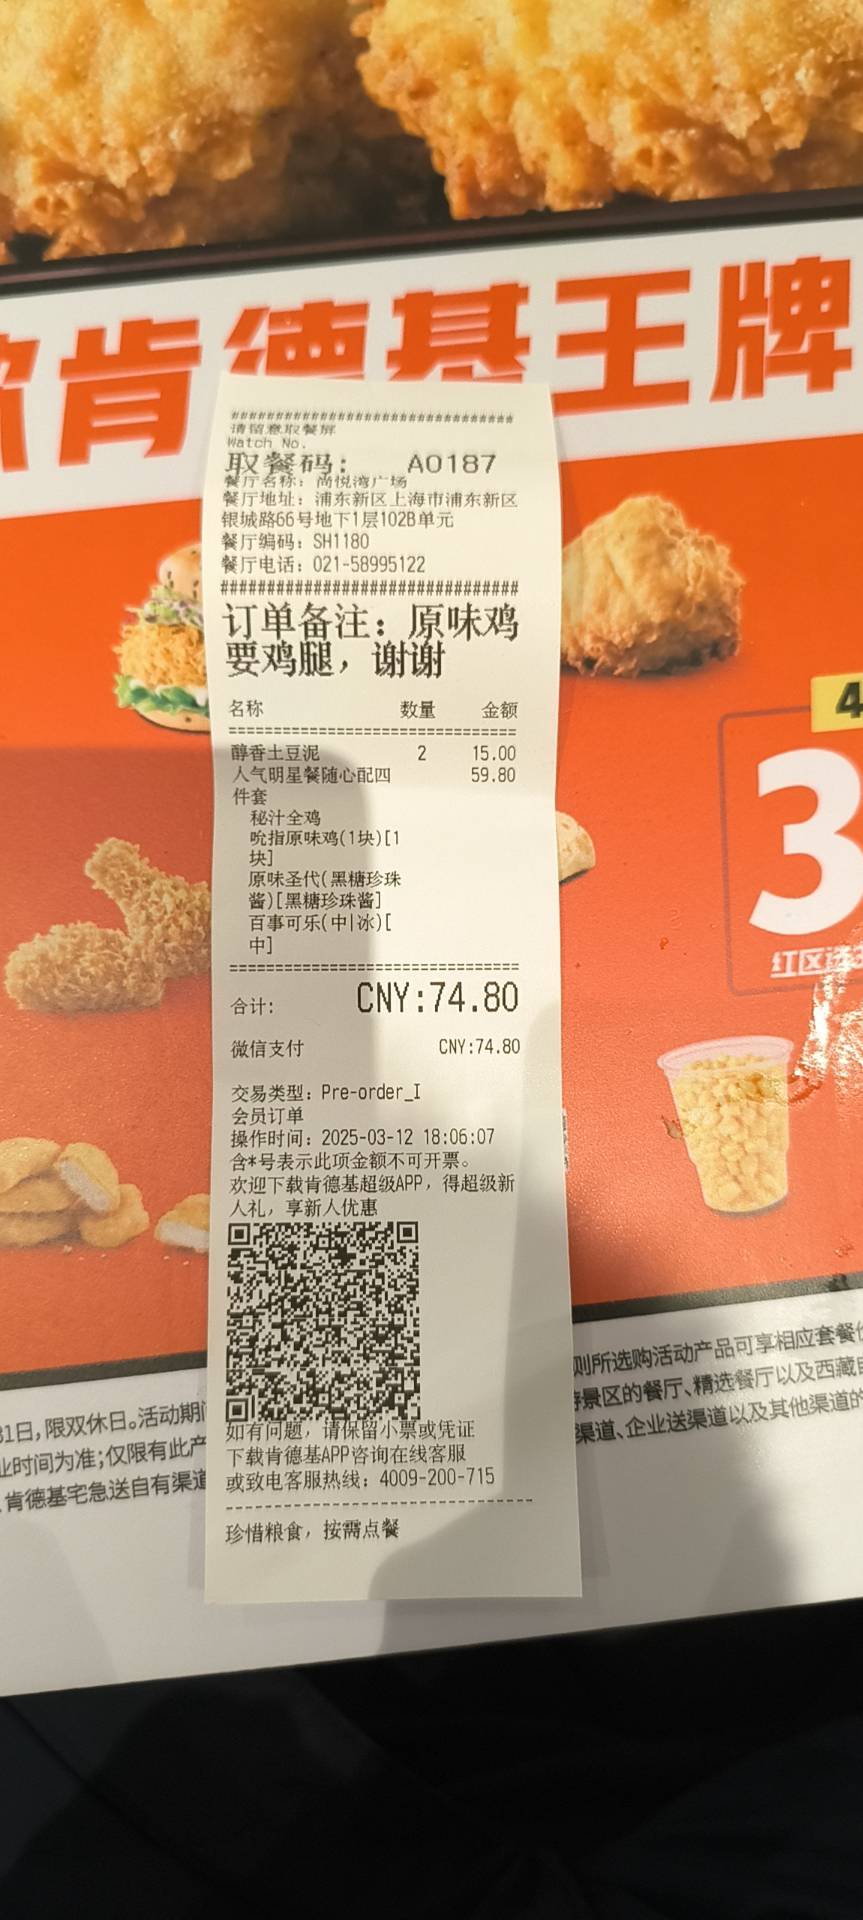 肯德基王牌
################################
请留意取餐屏
Watch No.
取餐码： A0187
餐厅名称：尚悦湾广场
餐厅地址：浦东新区上海市浦东新区
银城路66号地下1层102B单元
餐厅编码：SH1180
餐厅电话：021-58995122
################################
订单备注：原味鸡
要鸡腿，谢谢
名称 数量 金额
================================
醇香土豆泥 2 15.00
人气明星餐随心配四 59.80
件套
秘汁全鸡
吮指原味鸡(1块)[1
块]
原味圣代(黑糖珍珠
酱)[黑糖珍珠酱]
百事可乐(中|冰)[
中]
================================
合计： CNY:74.80
微信支付 CNY:74.80
交易类型：Pre-order_I
会员订单
操作时间：2025-03-12 18:06:07
含*号表示此项金额不可开票。
欢迎下载肯德基超级APP，得超级新
人礼，享新人优惠
如有问题，请保留小票或凭证
下载肯德基APP咨询在线客服
或致电客服热线：4009-200-715
--------------------------------
珍惜粮食，按需点餐
4
3
红区选
31日，限双休日。活动期
业时间为准；仅限有此产
肯德基宅急送自有渠道
则所选购活动产品可享相应套餐
景区的餐厅、精选餐厅以及西藏
渠道、企业送渠道以及其他渠道的